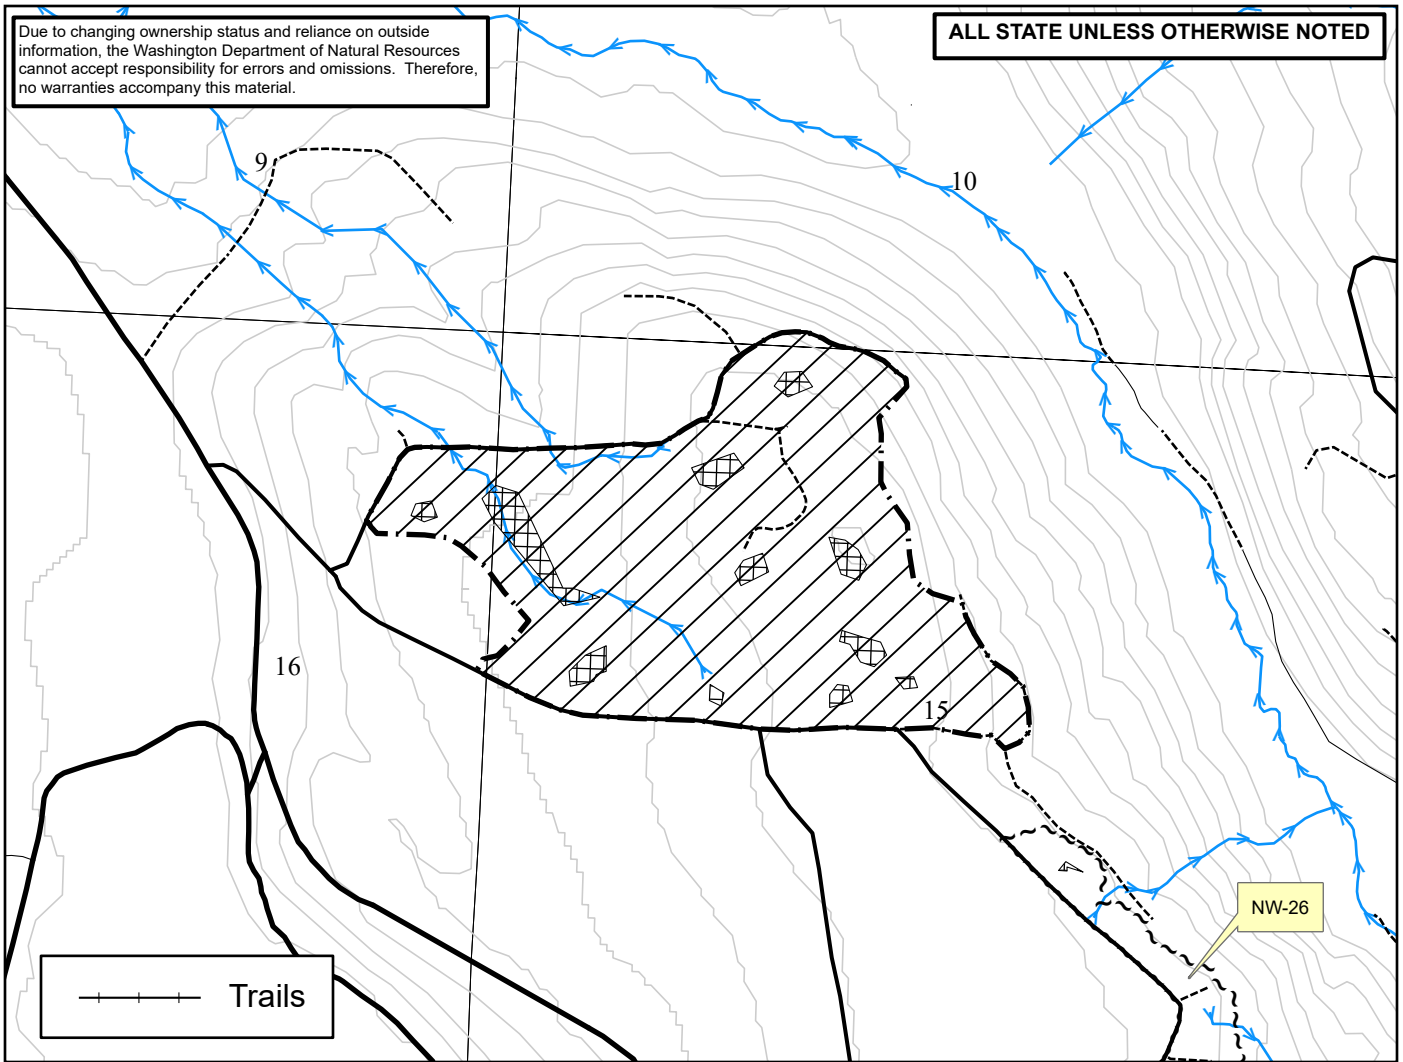 Due to changing ownership status and reliance on outside
information, the Washington Department of Natural Resources
cannot accept responsibility for errors and omissions.  Therefore,
no warranties accompany this material.
ALL STATE UNLESS OTHERWISE NOTED
9
10
16
15
NW-26
Trails